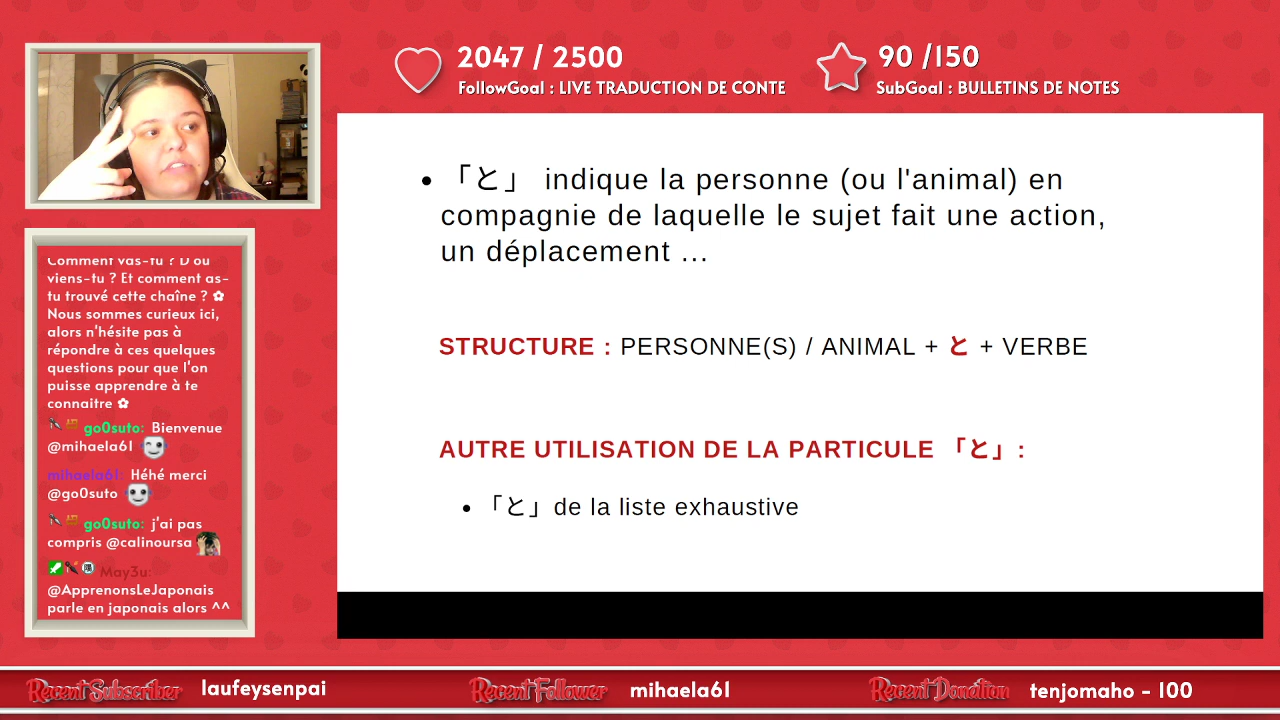 2047 / 2500
FollowGoal : LIVE TRADUCTION DE CONTE
90 /150
SubGoal : BULLETINS DE NOTES
• 「と」 indique la personne (ou l'animal) en
compagnie de laquelle le sujet fait une action,
un déplacement ...
STRUCTURE : PERSONNE(S) / ANIMAL + と + VERBE
AUTRE UTILISATION DE LA PARTICULE 「と」:
• 「と」de la liste exhaustive
Comment vas-tu ? D'où
viens-tu ? Et comment as-
tu trouvé cette chaîne ? ✿
Nous sommes curieux ici,
alors n'hésite pas à
répondre à ces quelques
questions pour que l'on
puisse apprendre à te
connaitre ✿
go0suto: Bienvenue
@mihaela61
mihaela61: Héhé merci
@go0suto
go0suto: j'ai pas
compris @calinoursa
May3u:
@ApprenonsLeJaponais
parle en japonais alors ^^
Recent Subscriber laufeysenpai
Recent Follower mihaela61
Recent Donation tenjomaho - 100